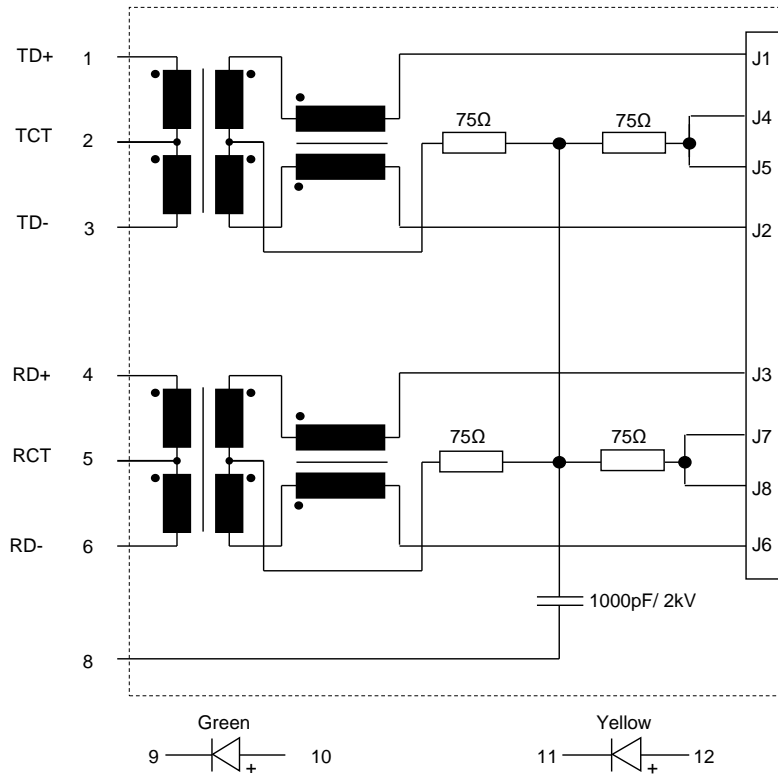 TD+ 1
J1
J4
75Ω 75Ω
TCT 2
J5
TD- 3
J2
RD+ 4
J3
J7
75Ω 75Ω
RCT 5
J8
RD- 6
J6
1000pF/ 2kV
8
Green
9 + 10
Yellow
11 + 12